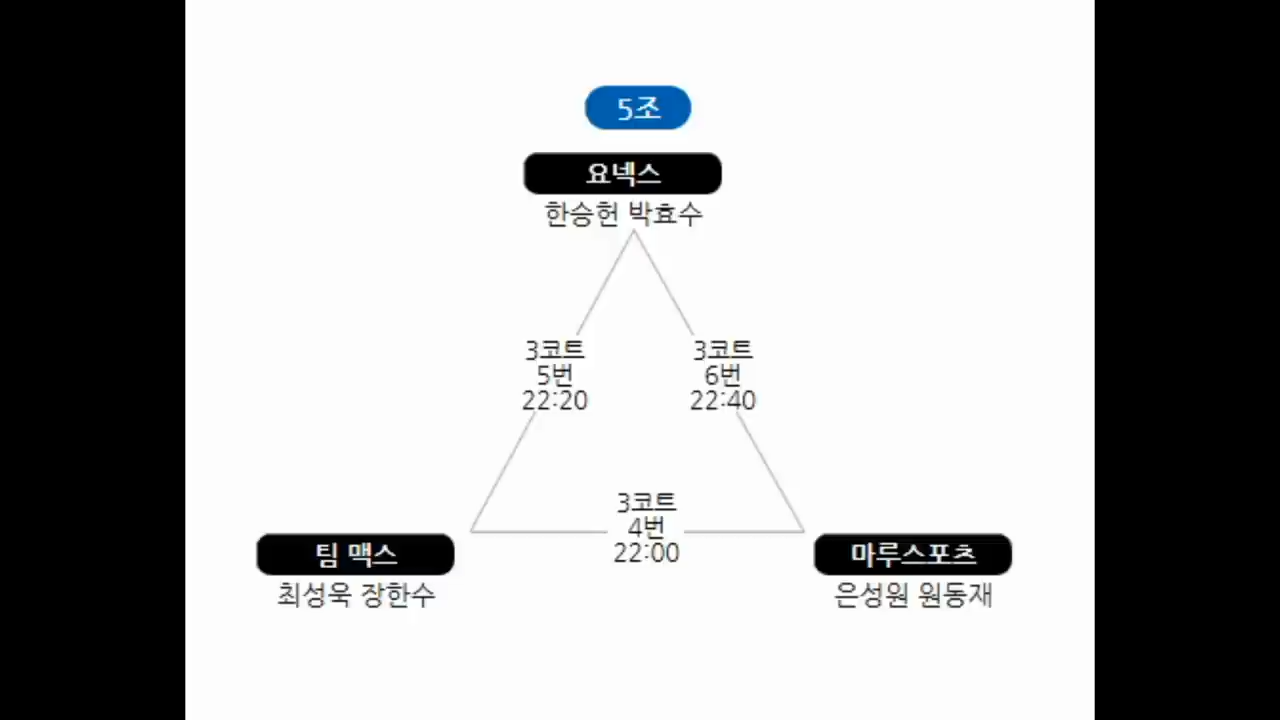 5조
요넥스
한승헌 박효수
3코트
5번
22:20
3코트
6번
22:40
3코트
4번
22:00
팀 맥스
최성욱 장한수
마루스포츠
은성원 원동재